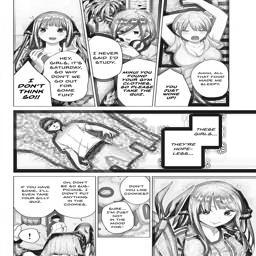 HEY,
GIRLS, IT'S
SATURDAY,
SO WHY
DON'T WE
GO OUT
FOR
SOME
FUN?
I
DON'T
THINK
SO!!
I NEVER
SAID I'D
STUDY.
MIKU! YOU
FOUND YOUR
GYM
CLOTHES,
SO PLEASE
TAKE THE
QUIZ.
AHHH, ALL
THAT FOOD
MADE ME
SLEEPY.
YOU
JUST
WOKE
UP!
THESE
GIRLS...
THEY'RE
HOPE-
LESS...
DON'T
YOU LIKE
COOKIES?
SURE...
I'M JUST
NOT
IN THE
MOOD
FOR...
OH, DON'T
BE SO SUS-
PICIOUS. I
DIDN'T PUT
ANYTHING
IN THE
COOKIES.
IF YOU
HAVE SOME,
I'LL EVEN
TAKE YOUR
SILLY
QUIZ.
!